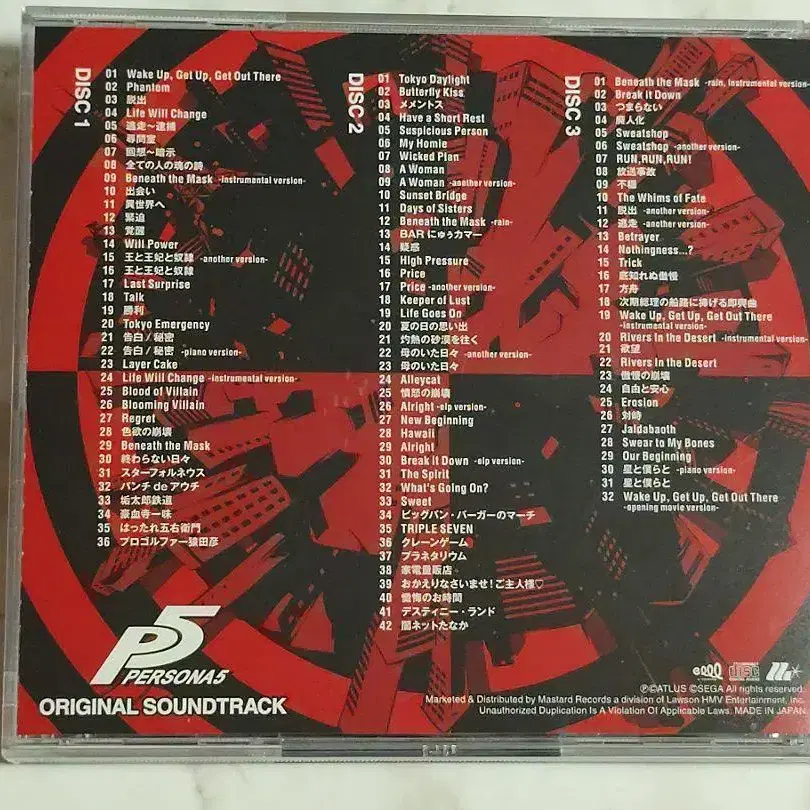 DISC 1
01 Wake Up, Get Up, Get Out There
02 Phantom
03 脱出
04 Life Will Change
05 逃走～逮捕
06 尋問室
07 回想～暗示
08 全ての人の魂の詩
09 Beneath the Mask -instrumental version-
10 出会い
11 異世界へ
12 緊迫
13 覚醒
14 Will Power
15 王と王妃と奴隷 -another version-
16 王と王妃と奴隷
17 Last Surprise
18 Talk
19 勝利
20 Tokyo Emergency
21 告白/秘密
22 告白/秘密 -piano version-
23 Layer Cake
24 Life Will Change -instrumental version-
25 Blood of Villain
26 Blooming Villain
27 Regret
28 色欲の崩壊
29 Beneath the Mask
30 終わらない日々
31 スターフォルネウス
32 パンチ de アウチ
33 垢太郎鉄道
34 豪血寺一味
35 はったれ五右衛門
36 プロゴルファー猿田彦
DISC 2
01 Tokyo Daylight
02 Butterfly Kiss
03 メメントス
04 Have a Short Rest
05 Suspicious Person
06 My Homie
07 Wicked Plan
08 A Woman
09 A Woman -another version-
10 Sunset Bridge
11 Days of Sisters
12 Beneath the Mask -rain-
13 BARにゅぅカマー
14 疑惑
15 High Pressure
16 Price
17 Price -another version-
18 Keeper of Lust
19 Life Goes On
20 夏の日の思い出
21 灼熱の砂漠を往く
22 母のいた日々 -another version-
23 母のいた日々
24 Alleycat
25 憤怒の崩壊
26 Alright -elp version-
27 New Beginning
28 Hawaii
29 Alright
30 Break it Down -elp version-
31 The Spirit
32 What's Going On?
33 Sweet
34 ビッグバン・バーガーのマーチ
35 TRIPLE SEVEN
36 クレーンゲーム
37 プラネタリウム
38 家電量販店
39 おかえりなさいませ!ご主人様♡
40 懺悔のお時間
41 デスティニー・ランド
42 闇ネットたなか
DISC 3
01 Beneath the Mask -rain, instrumental version-
02 Break it Down
03 つまらない
04 廃人化
05 Sweatshop
06 Sweatshop -another version-
07 RUN,RUN,RUN!
08 放送事故
09 不穏
10 The Whims of Fate
11 脱出 -another version-
12 逃走 -another version-
13 Betrayer
14 Nothingness...?
15 Trick
16 底知れぬ傲慢
17 方舟
18 次期総理の船路に捧げる即興曲
19 Wake Up, Get Up, Get Out There
-instrumental version-
20 Rivers In the Desert -instrumental version-
21 欲望
22 Rivers In the Desert
23 傲慢の崩壊
24 自由と安心
25 Erosion
26 対峙
27 Jaldabaoth
28 Swear to My Bones
29 Our Beginning
30 星と僕らと -piano version-
31 星と僕らと
32 Wake Up, Get Up, Get Out There
-opening movie version-
P5
PERSONA5
ORIGINAL SOUNDTRACK
℗©ATLUS ©SEGA All rights reserved.
Marketed & Distributed by Mastard Records a division of Lawson HMV Entertainment, Inc.
Unauthorized Duplication Is A Violation Of Applicable Laws. MADE IN JAPAN